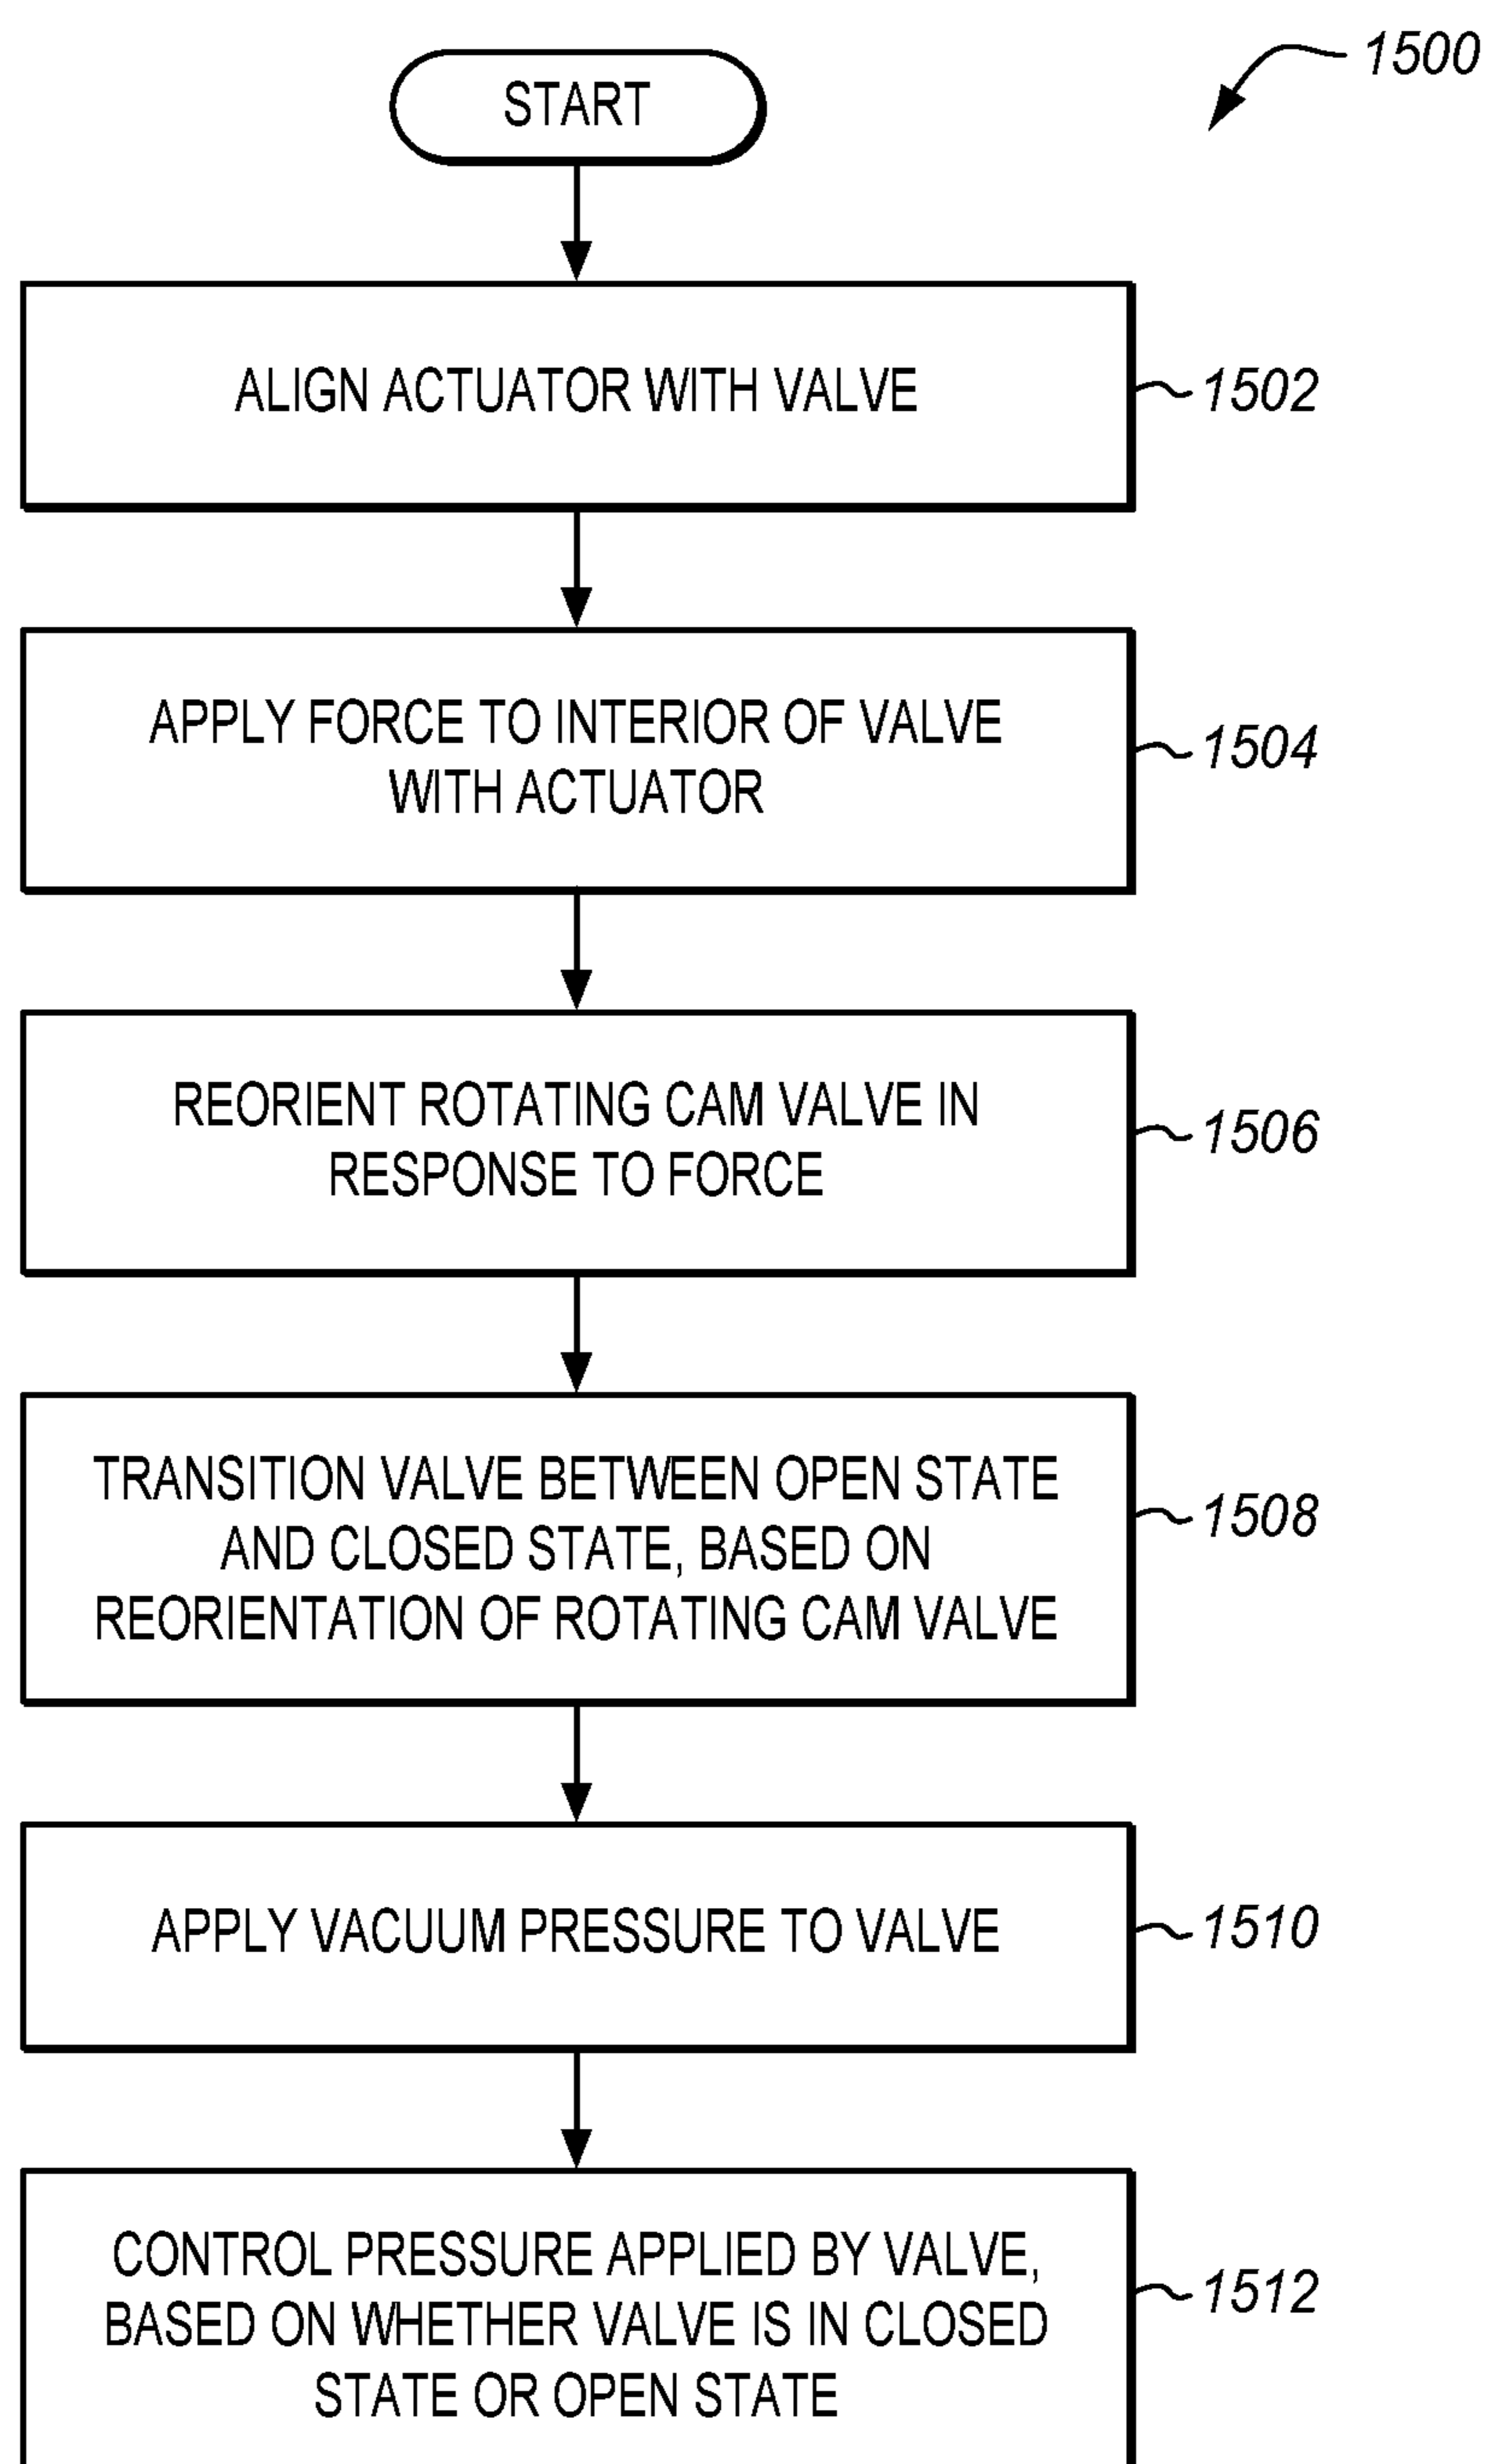 1500
START
ALIGN ACTUATOR WITH VALVE
1502
APPLY FORCE TO INTERIOR OF VALVE
WITH ACTUATOR
1504
REORIENT ROTATING CAM VALVE IN
RESPONSE TO FORCE
1506
TRANSITION VALVE BETWEEN OPEN STATE
AND CLOSED STATE, BASED ON
REORIENTATION OF ROTATING CAM VALVE
1508
APPLY VACUUM PRESSURE TO VALVE
1510
CONTROL PRESSURE APPLIED BY VALVE,
BASED ON WHETHER VALVE IS IN CLOSED
STATE OR OPEN STATE
1512